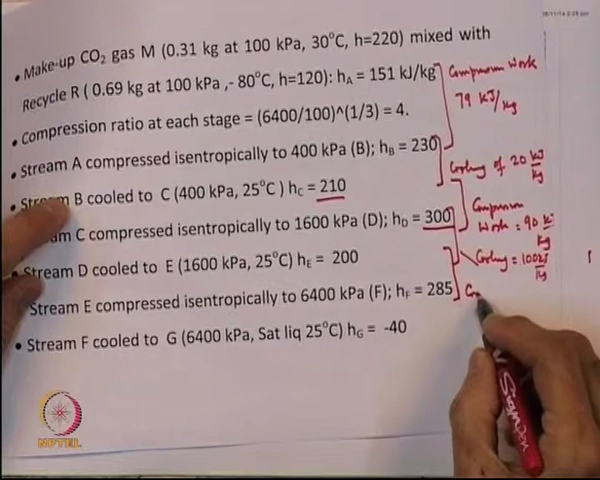 • Make-up CO₂ gas M (0.31 kg at 100 kPa, 30°C, h=220) mixed with
Recycle R ( 0.69 kg at 100 kPa ,- 80°C, h=120): hA = 151 kJ/kg
Compression Work
79 kJ/kg
• Compression ratio at each stage = (6400/100)^(1/3) = 4.
• Stream A compressed isentropically to 400 kPa (B); hB = 230
Cooling of 20 kJ/kg
• Stream B cooled to C (400 kPa, 25°C ) hC = 210
am C compressed isentropically to 1600 kPa (D); hD = 300
Compression
Work = 90 kJ/kg
Stream D cooled to E (1600 kPa, 25°C) hE = 200
Cooling = 100 kJ/kg
Stream E compressed isentropically to 6400 kPa (F); hF = 285
• Stream F cooled to G (6400 kPa, Sat liq 25°C) hG = -40
NPTEL